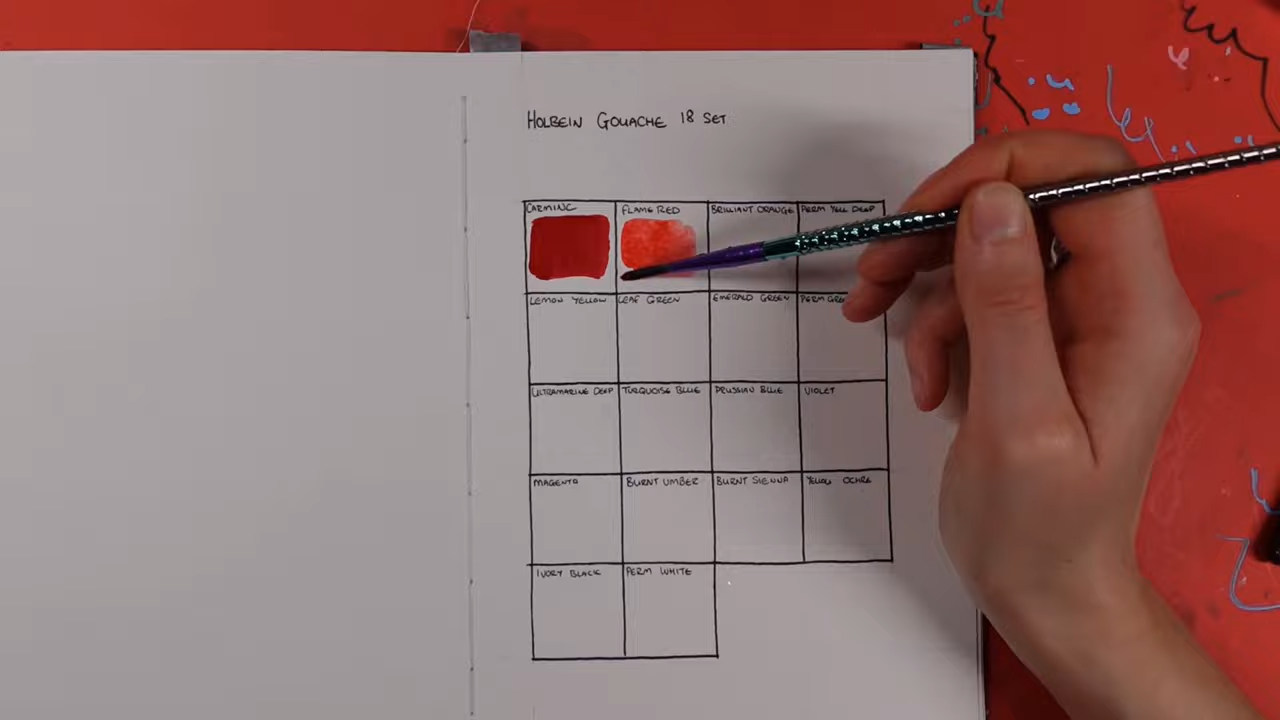 HOLBEIN GOUACHE 18 SET
CARMINE FLAME RED BRILLIANT ORANGE PERM YELL DEEP
LEMON YELLOW LEAF GREEN EMERALD GREEN PERM
ULTRAMARINE DEEP TURQUOISE BLUE PRUSSIAN BLUE VIOLET
MAGENTA BURNT UMBER BURNT SIENNA YELLOW OCHRE
IVORY BLACK PERM WHITE